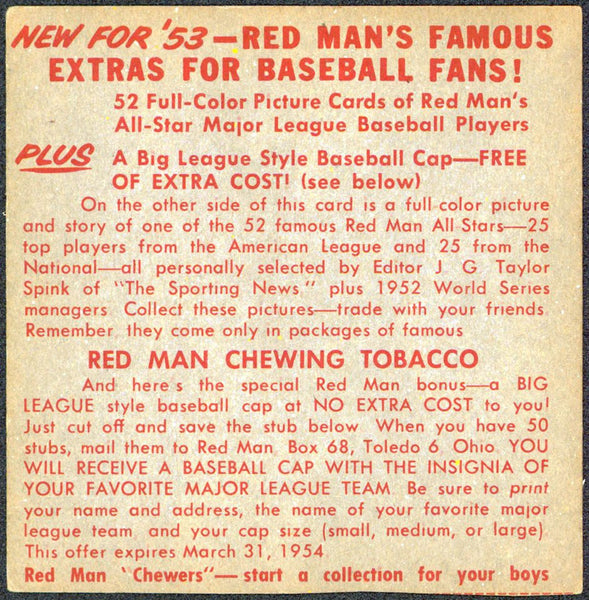 NEW FOR '53—RED MAN'S FAMOUS
EXTRAS FOR BASEBALL FANS!
52 Full-Color Picture Cards of Red Man's
All-Star Major League Baseball Players
PLUS A Big League Style Baseball Cap—FREE
OF EXTRA COST! (see below)
On the other side of this card is a full color picture
and story of one of the 52 famous Red Man All Stars—25
top players from the American League and 25 from the
National—all personally selected by Editor J. G. Taylor
Spink of "The Sporting News," plus 1952 World Series
managers. Collect these pictures—trade with your friends.
Remember, they come only in packages of famous
RED MAN CHEWING TOBACCO
And here's the special Red Man bonus—a BIG
LEAGUE style baseball cap at NO EXTRA COST to you!
Just cut off and save the stub below. When you have 50
stubs, mail them to Red Man, Box 68, Toledo 6, Ohio. YOU
WILL RECEIVE A BASEBALL CAP WITH THE INSIGNIA OF
YOUR FAVORITE MAJOR LEAGUE TEAM. Be sure to print
your name and address, the name of your favorite major
league team, and your cap size (small, medium, or large).
This offer expires March 31, 1954.
Red Man "Chewers"—start a collection for your boys